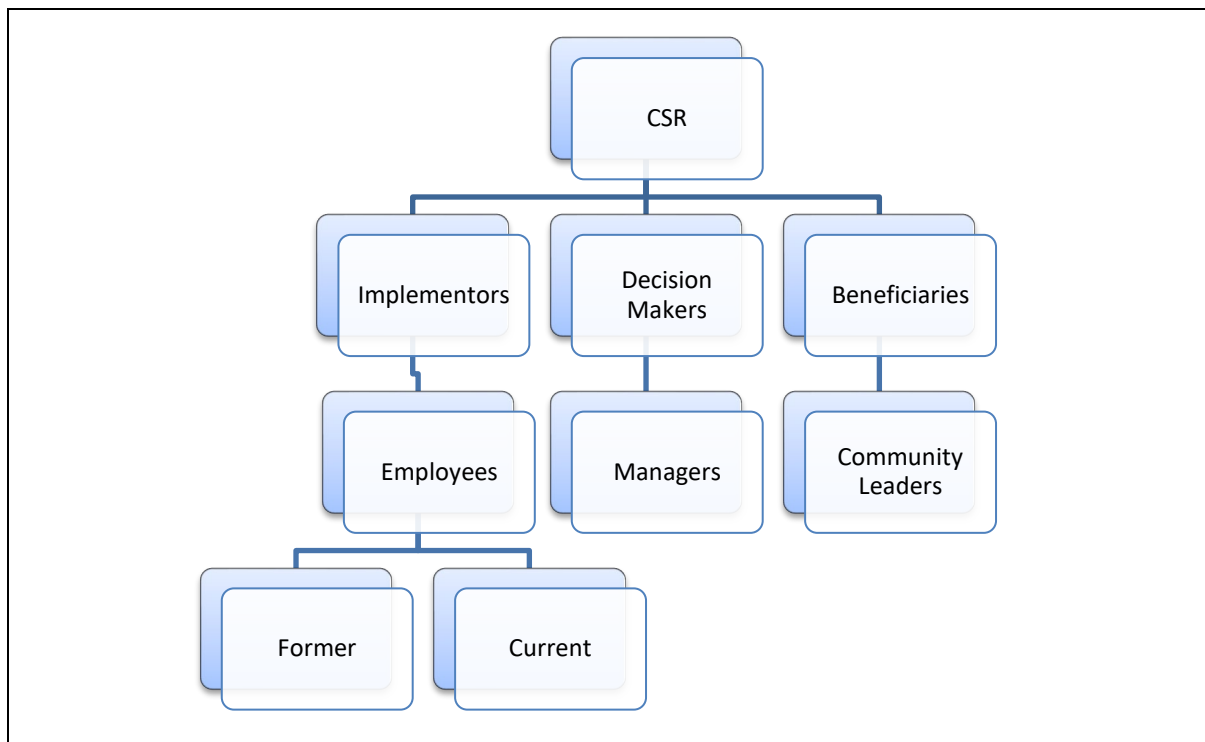 CSR
Implementors
Decision
Makers
Beneficiaries
Employees
Managers
Community
Leaders
Former
Current